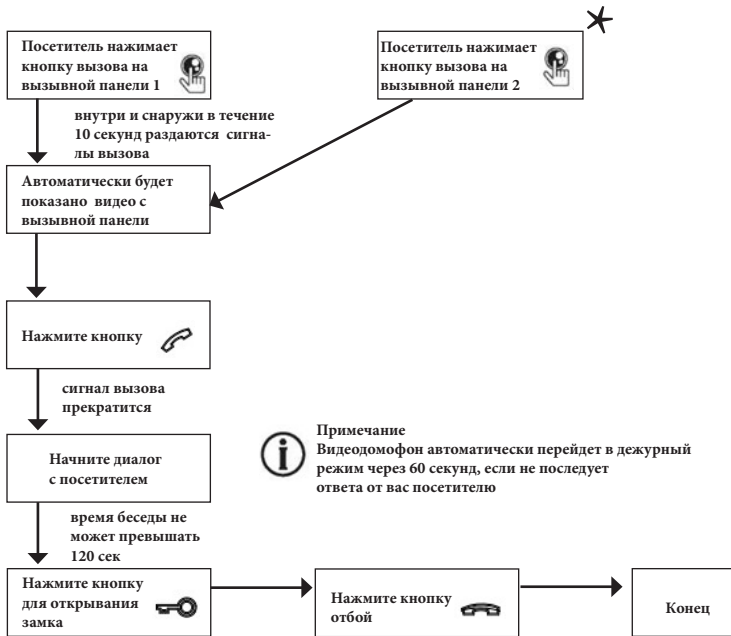 Посетитель нажимает
кнопку вызова на
вызывной панели 1
Посетитель нажимает
кнопку вызова на
вызывной панели 2
внутри и снаружи в течение
10 секунд раздаются сигна-
лы вызова
Автоматически будет
показано видео с
вызывной панели
Нажмите кнопку
сигнал вызова
прекратится
Примечание
Видеодомофон автоматически перейдет в дежурный
режим через 60 секунд, если не последует
ответа от вас посетителю
Начните диалог
с посетителем
время беседы не
может превышать
120 сек
Нажмите кнопку
для открывания
замка
Нажмите кнопку
отбой
Конец